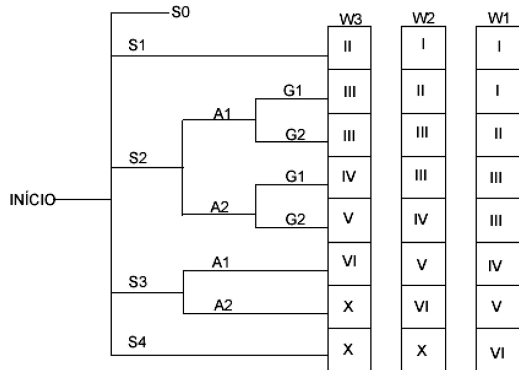 S0
W3 W2 W1
S1 II I I
G1 III II I
A1
G2 III III II
S2
G1 IV III III
INÍCIO
A2
G2 V IV III
A1 VI V IV
S3
A2 X VI V
S4 X X VI